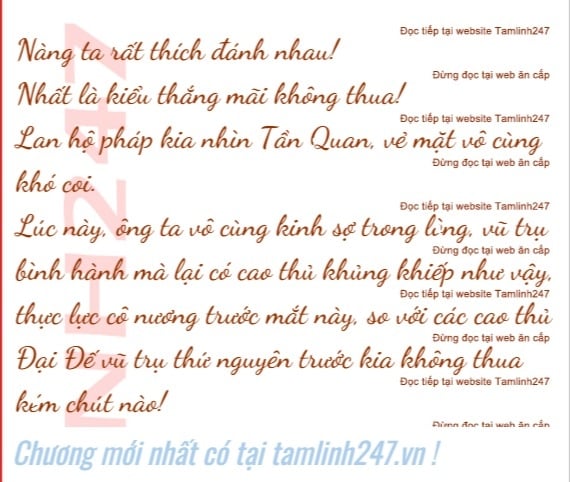 Đọc tiếp tại website Tamlinh247
Nàng ta rất thích đánh nhau!
Đừng đọc tại web ăn cắp
Nhất là kiểu thắng mãi không thua!
Đọc tiếp tại website Tamlinh247
Lan hộ pháp kia nhìn Tần Quan, vẻ mặt vô cùng
Đừng đọc tại web ăn cắp
khó coi.
Đọc tiếp tại website Tamlinh247
Lúc này, ông ta vô cùng kinh sợ trong lòng, vũ trụ
Đừng đọc tại web ăn cắp
bình hành mà lại có cao thủ khủng khiếp như vậy,
Đọc tiếp tại website Tamlinh247
thực lực cô nương trước mắt này, so với các cao thủ
Đừng đọc tại web ăn cắp
Đại Đế vũ trụ thứ nguyên trước kia không thua
Đọc tiếp tại website Tamlinh247
kém chút nào!
Đừng đọc tại web ăn cắp
NH247
Chương mới nhất có tại tamlinh247.vn !